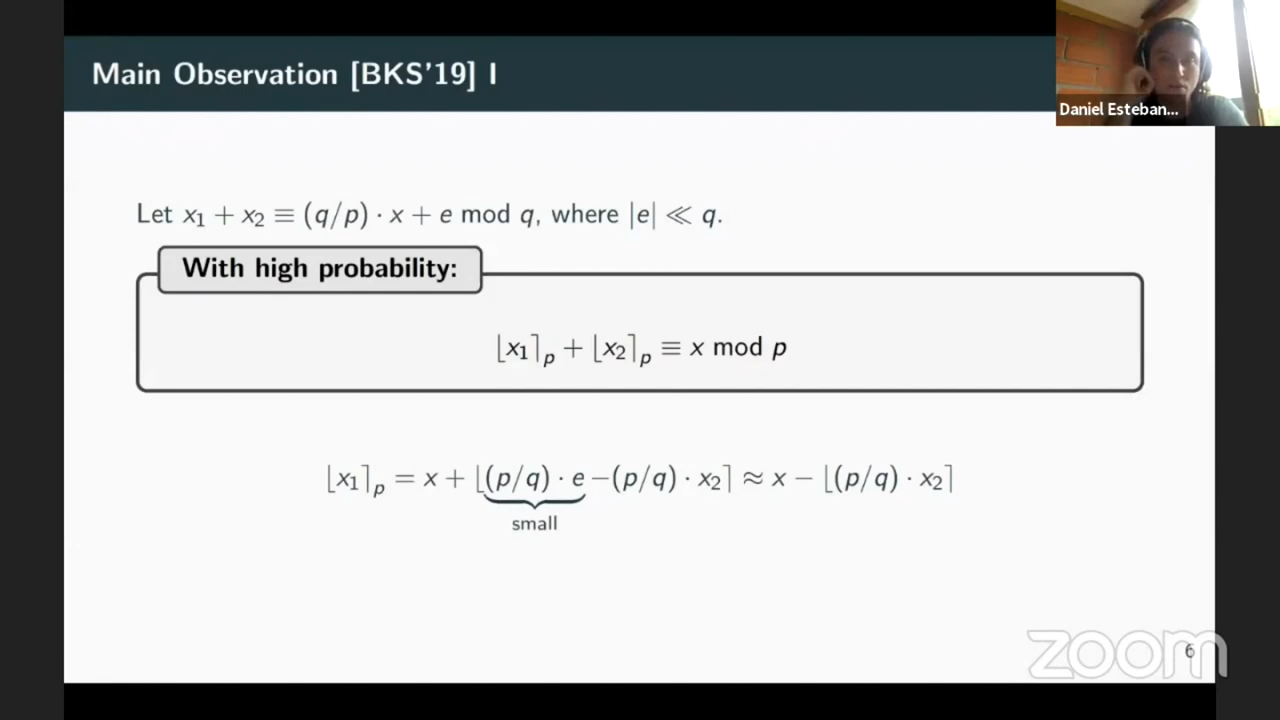 Main Observation [BKS'19] I
Daniel Esteban...
Let x₁ + x₂ ≡ (q/p) · x + e mod q, where |e| ≪ q.
With high probability:
⌊x₁⌉ₚ + ⌊x₂⌉ₚ ≡ x mod p
⌊x₁⌉ₚ = x + ⌊(p/q) · e −(p/q) · x₂⌉ ≈ x − ⌊(p/q) · x₂⌉
small
zoom
6